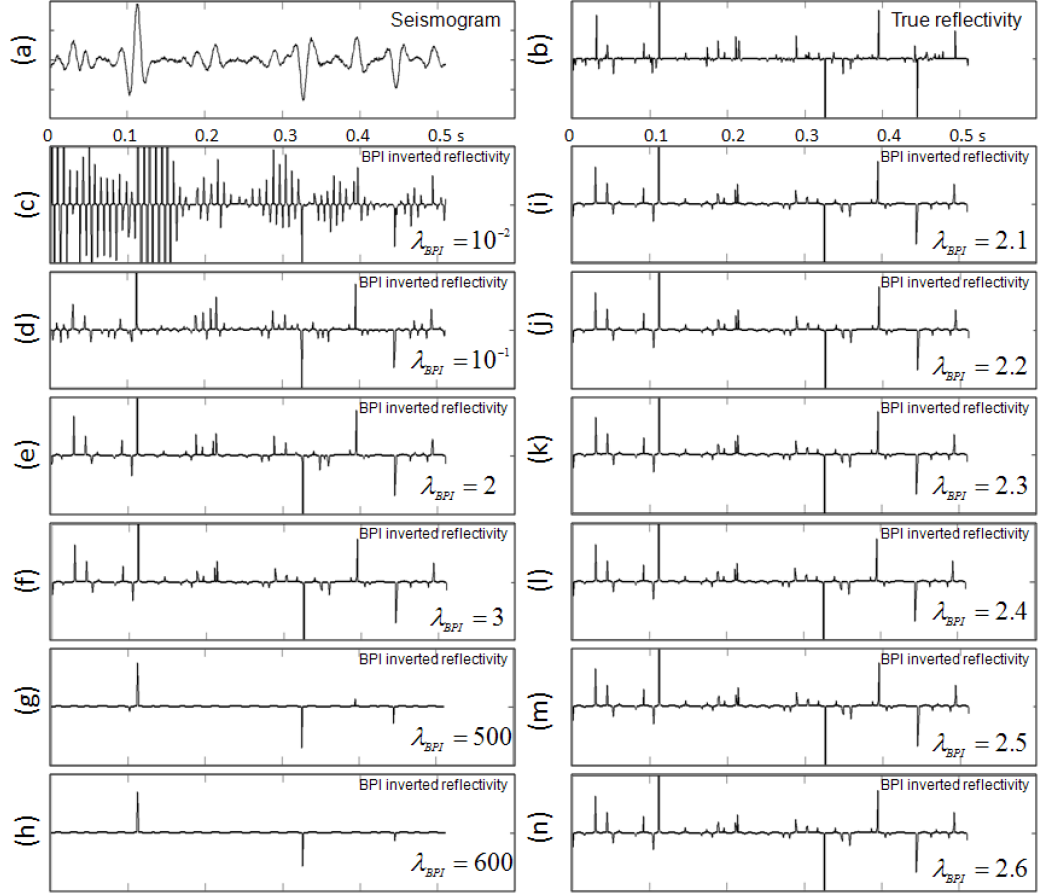 (a)
Seismogram
(b)
True reflectivity
0 0.1 0.2 0.3 0.4 0.5 s
0 0.1 0.2 0.3 0.4 0.5 s
(c)
BPI inverted reflectivity
λBPI = 10⁻²
(i)
BPI inverted reflectivity
λBPI = 2.1
(d)
BPI inverted reflectivity
λBPI = 10⁻¹
(j)
BPI inverted reflectivity
λBPI = 2.2
(e)
BPI inverted reflectivity
λBPI = 2
(k)
BPI inverted reflectivity
λBPI = 2.3
(f)
BPI inverted reflectivity
λBPI = 3
(l)
BPI inverted reflectivity
λBPI = 2.4
(g)
BPI inverted reflectivity
λBPI = 500
(m)
BPI inverted reflectivity
λBPI = 2.5
(h)
BPI inverted reflectivity
λBPI = 600
(n)
BPI inverted reflectivity
λBPI = 2.6